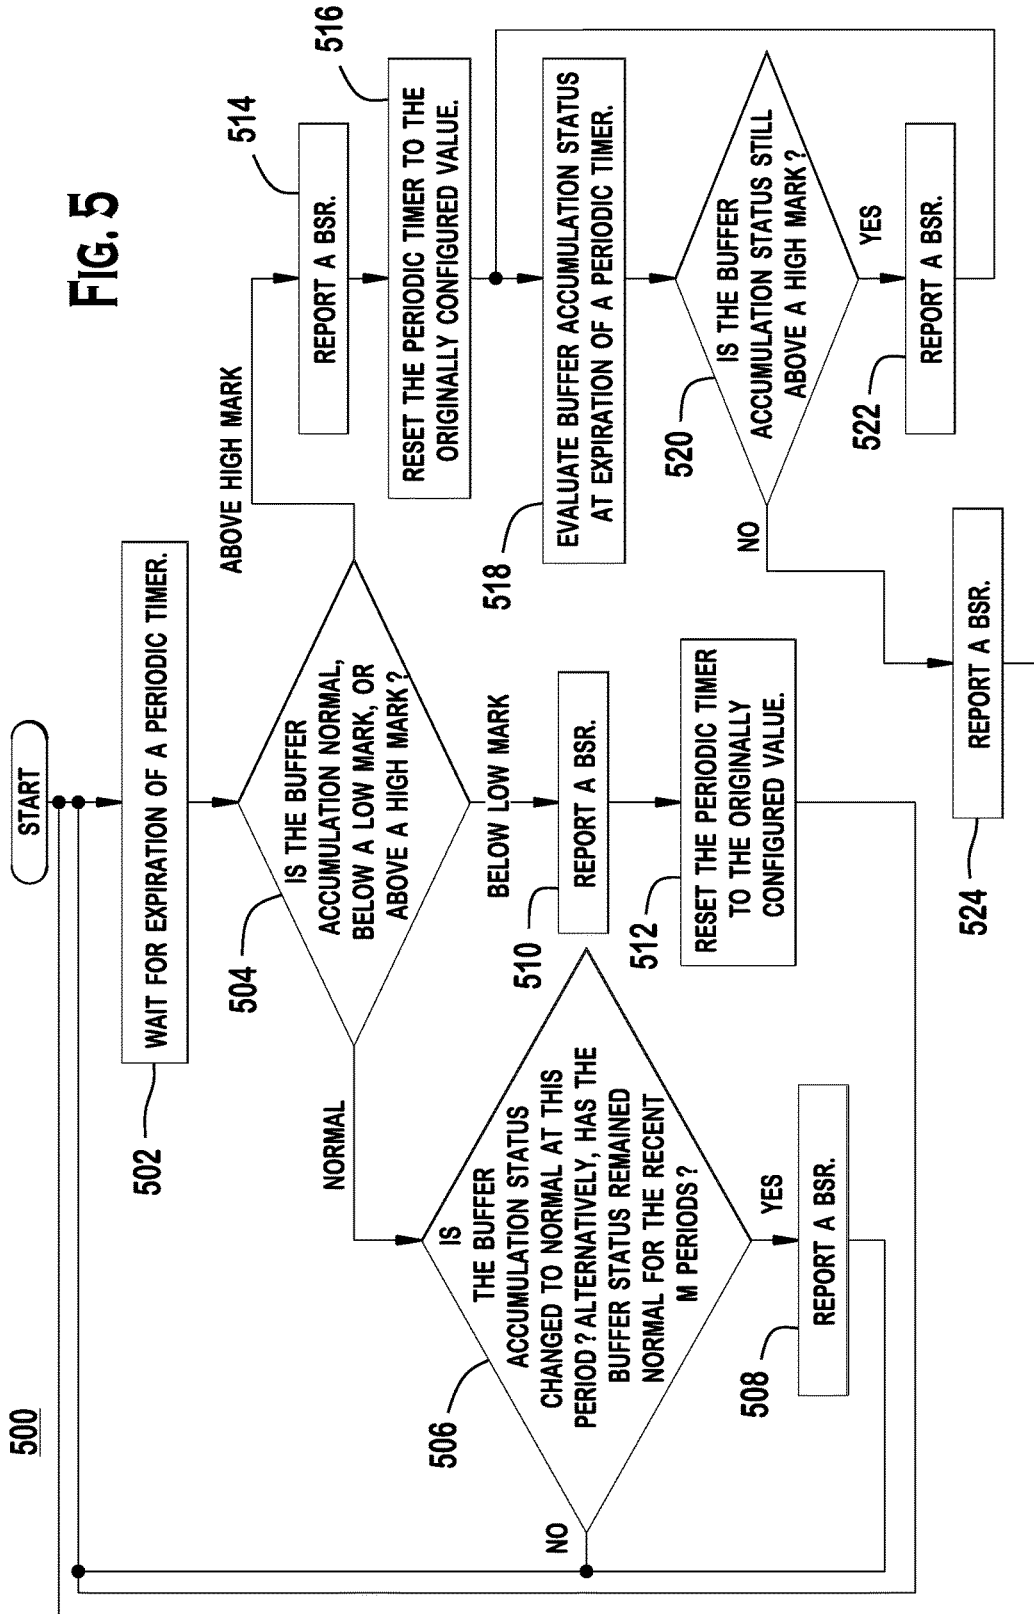 FIG. 5
500
START
WAIT FOR EXPIRATION OF A PERIODIC TIMER.
502
IS THE BUFFER
ACCUMULATION NORMAL,
BELOW A LOW MARK, OR
ABOVE A HIGH MARK?
504
NORMAL
BELOW LOW MARK
ABOVE HIGH MARK
IS
THE BUFFER
ACCUMULATION STATUS
CHANGED TO NORMAL AT THIS
PERIOD? ALTERNATIVELY, HAS THE
BUFFER STATUS REMAINED
NORMAL FOR THE RECENT
M PERIODS?
506
NO
YES
REPORT A BSR.
508
REPORT A BSR.
510
RESET THE PERIODIC TIMER
TO THE ORIGINALLY
CONFIGURED VALUE.
512
REPORT A BSR.
514
RESET THE PERIODIC TIMER TO THE
ORIGINALLY CONFIGURED VALUE.
516
EVALUATE BUFFER ACCUMULATION STATUS
AT EXPIRATION OF A PERIODIC TIMER.
518
IS THE BUFFER
ACCUMULATION STATUS STILL
ABOVE A HIGH MARK?
520
NO
YES
REPORT A BSR.
522
REPORT A BSR.
524